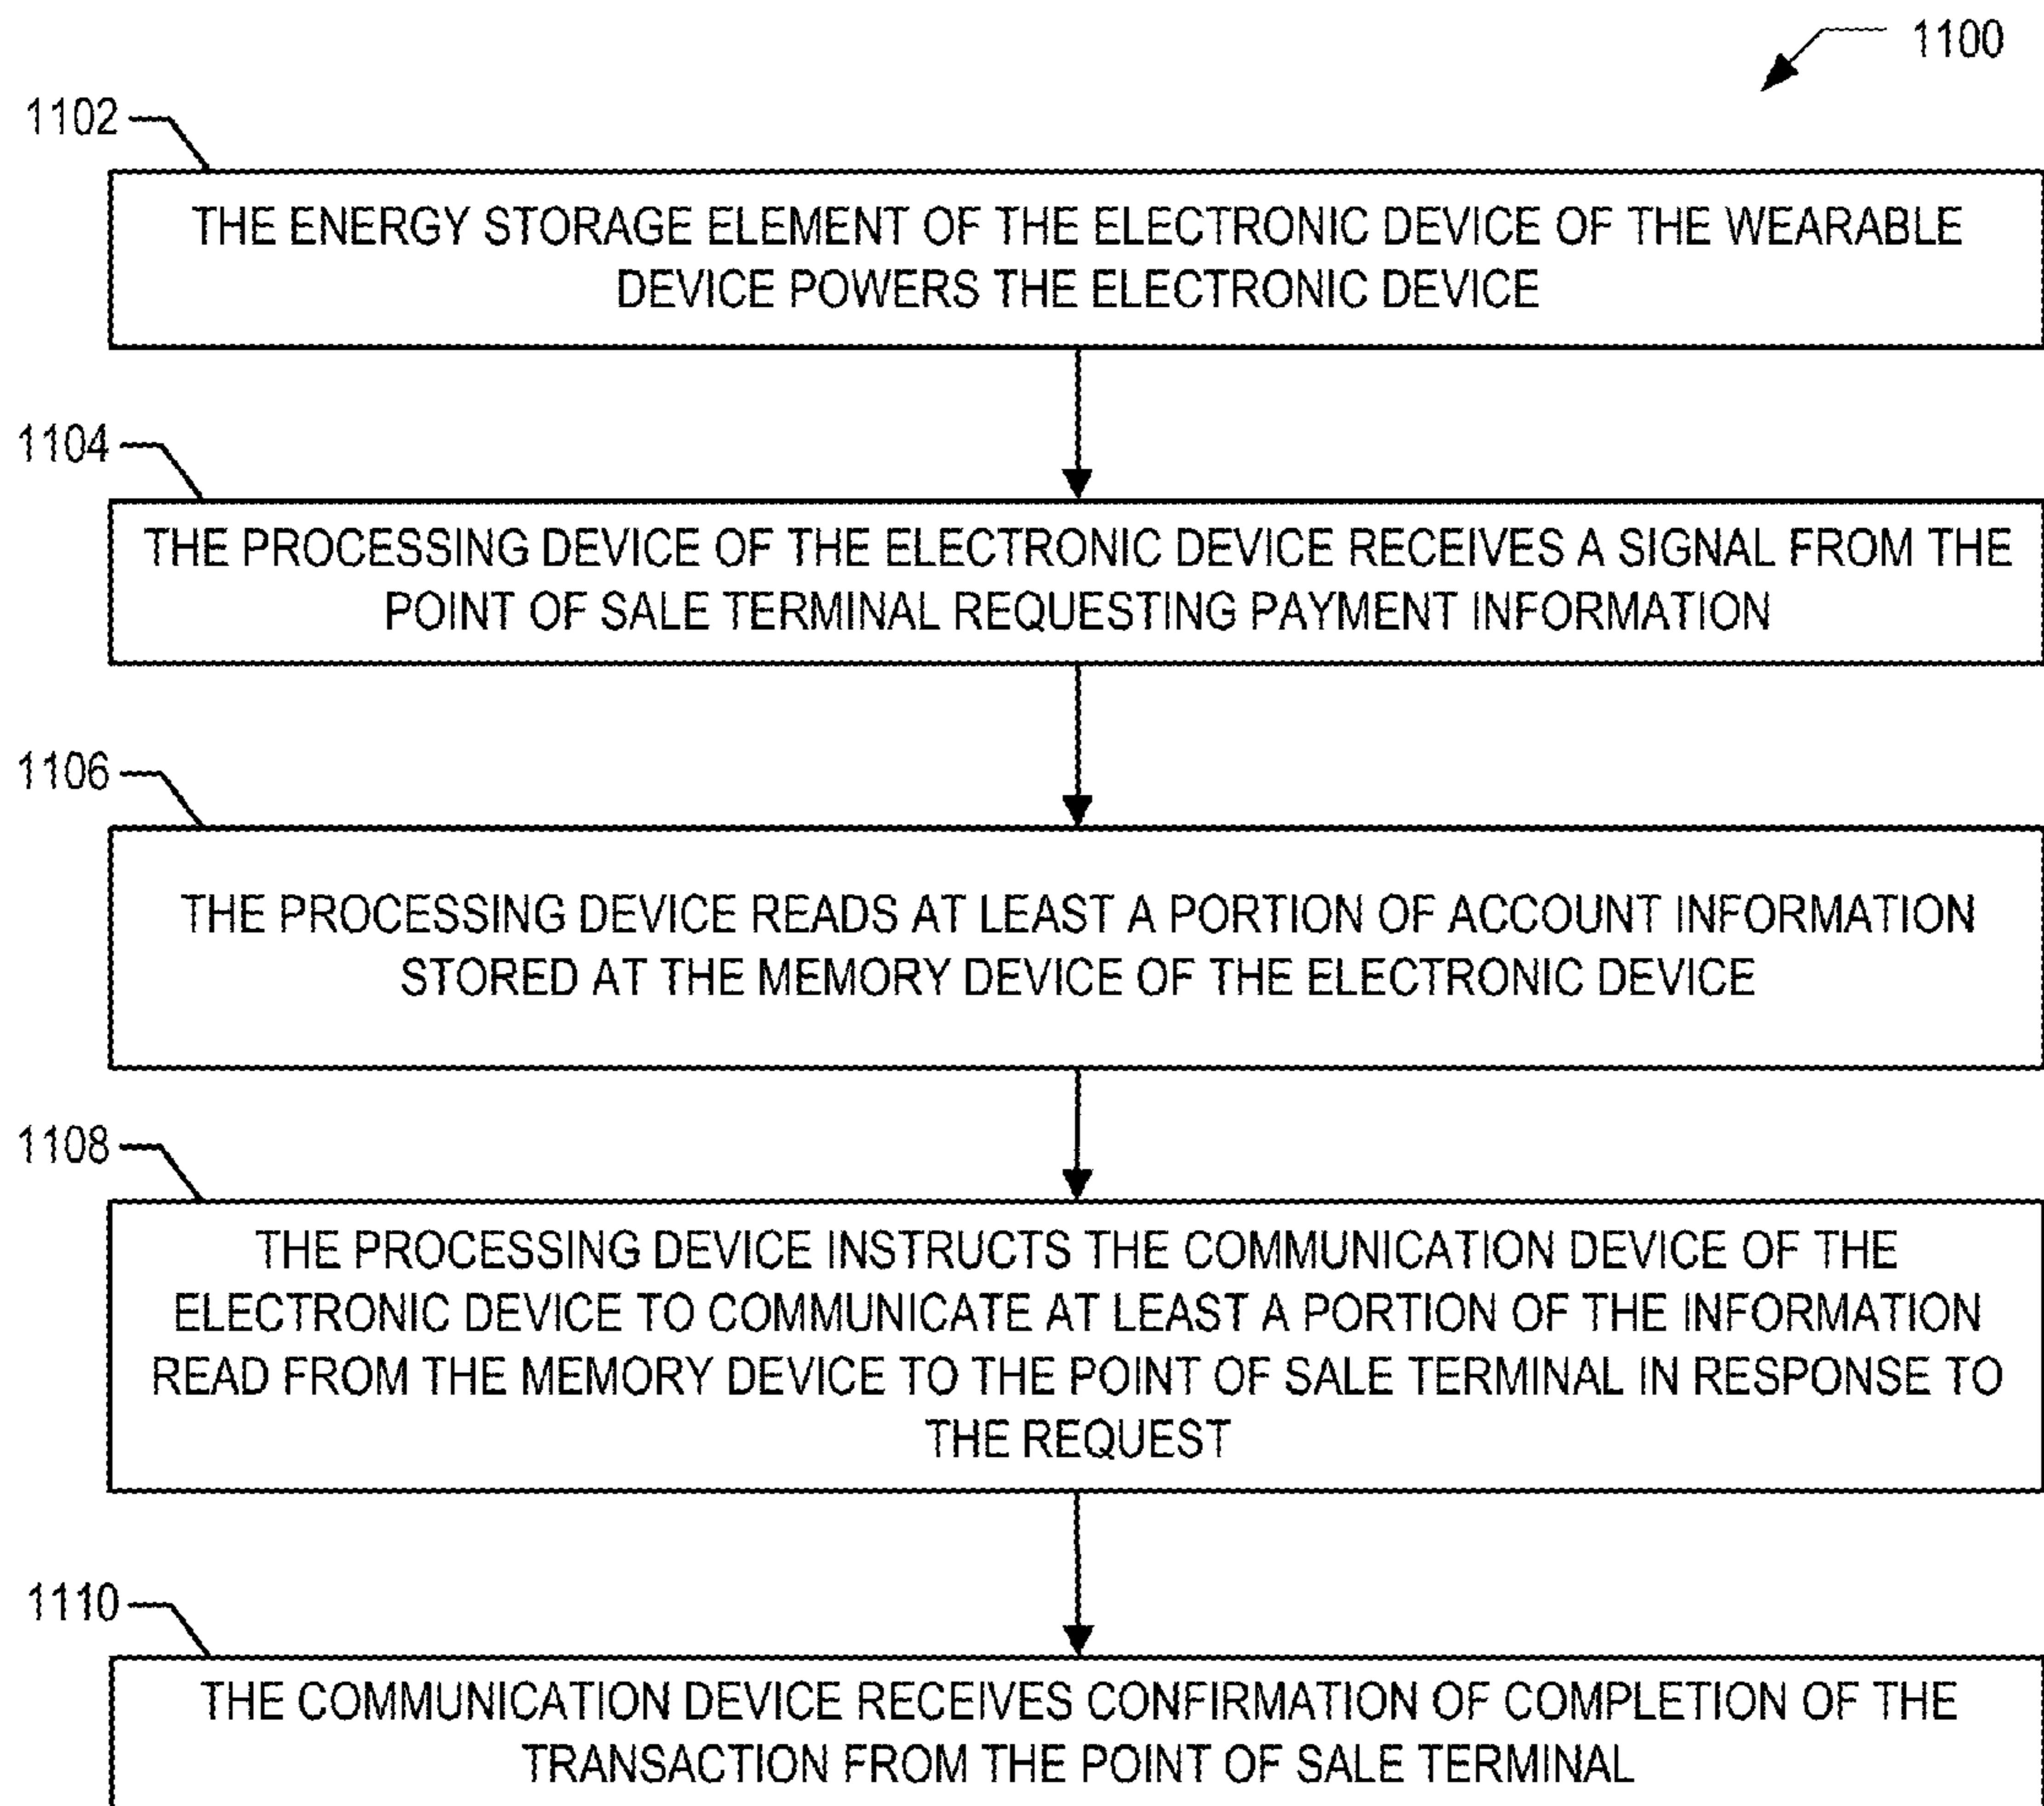 1100
1102
THE ENERGY STORAGE ELEMENT OF THE ELECTRONIC DEVICE OF THE WEARABLE
DEVICE POWERS THE ELECTRONIC DEVICE
1104
THE PROCESSING DEVICE OF THE ELECTRONIC DEVICE RECEIVES A SIGNAL FROM THE
POINT OF SALE TERMINAL REQUESTING PAYMENT INFORMATION
1106
THE PROCESSING DEVICE READS AT LEAST A PORTION OF ACCOUNT INFORMATION
STORED AT THE MEMORY DEVICE OF THE ELECTRONIC DEVICE
1108
THE PROCESSING DEVICE INSTRUCTS THE COMMUNICATION DEVICE OF THE
ELECTRONIC DEVICE TO COMMUNICATE AT LEAST A PORTION OF THE INFORMATION
READ FROM THE MEMORY DEVICE TO THE POINT OF SALE TERMINAL IN RESPONSE TO
THE REQUEST
1110
THE COMMUNICATION DEVICE RECEIVES CONFIRMATION OF COMPLETION OF THE
TRANSACTION FROM THE POINT OF SALE TERMINAL